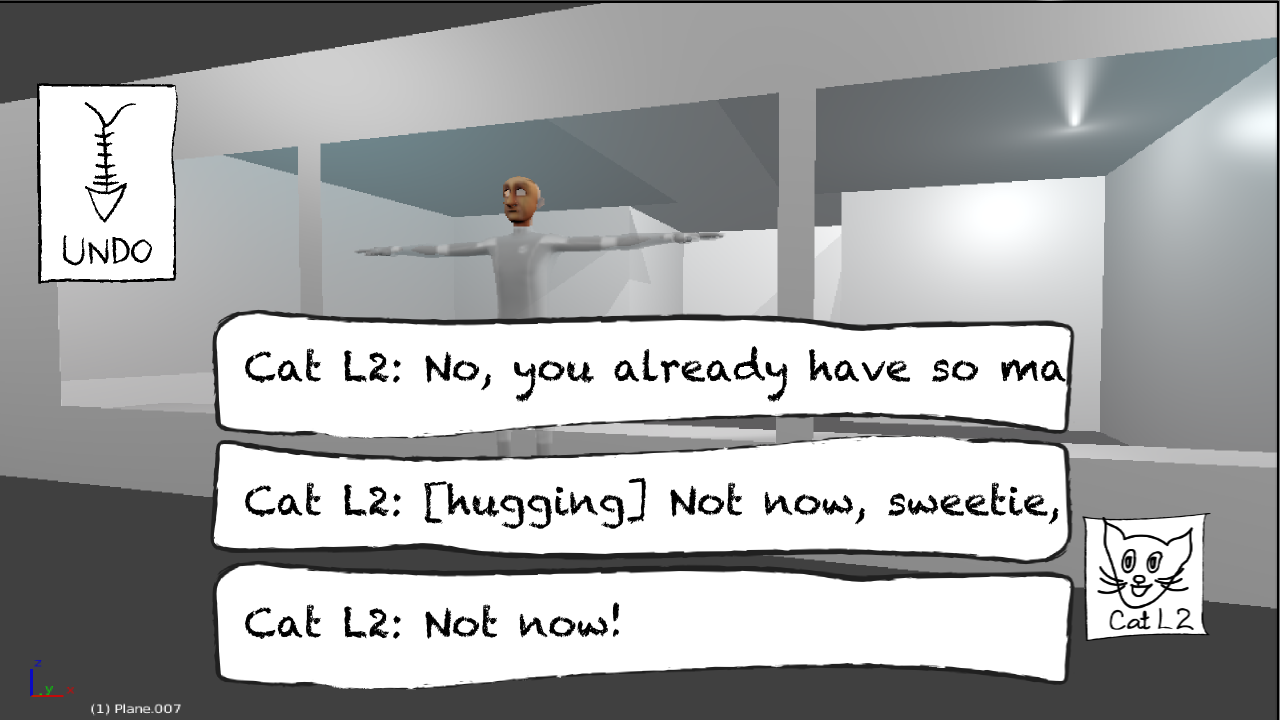 UNDO
Cat L2: No, you already have so ma
Cat L2: [hugging] Not now, sweetie,
Cat L2: Not now!
Cat L2
z
y x
(1) Plane.007